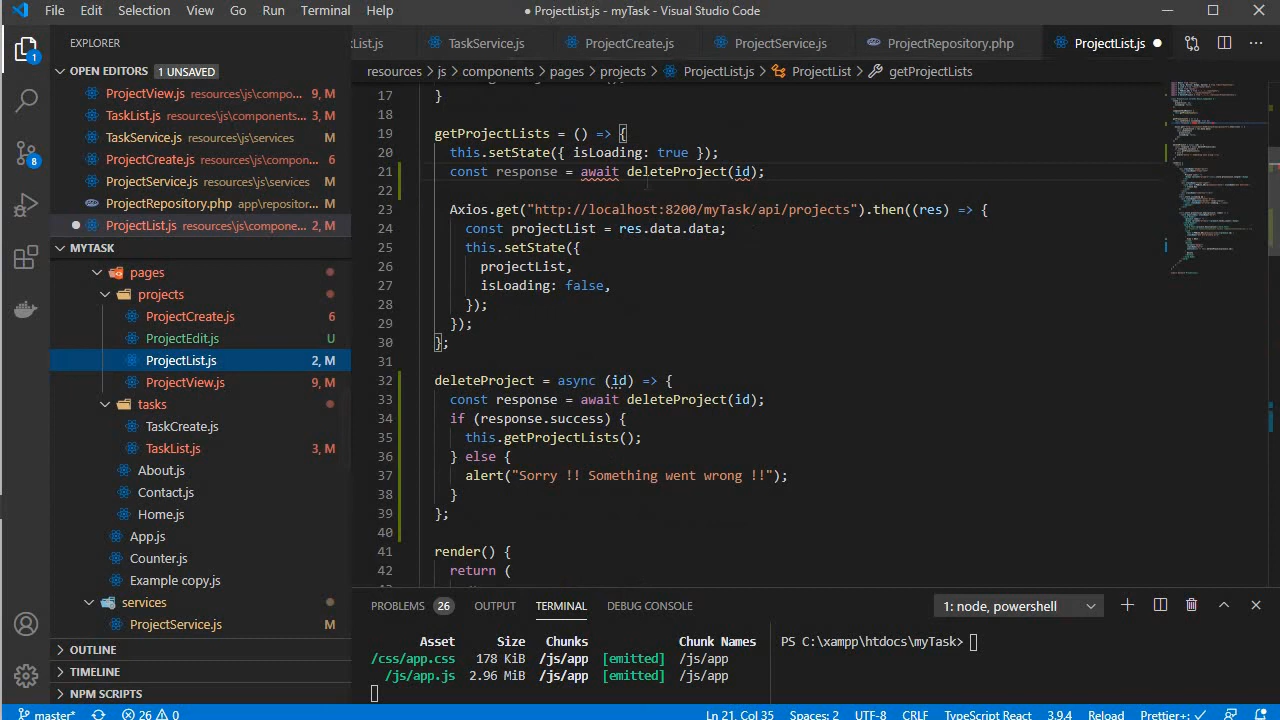 File Edit Selection View Go Run Terminal Help ● ProjectList.js - myTask - Visual Studio Code
EXPLORER
OPEN EDITORS 1 UNSAVED
ProjectView.js resources\js\compo... 9, M
TaskList.js resources\js\components... 3, M
TaskService.js resources\js\services M
ProjectCreate.js resources\js\compon... 6
ProjectRepository.php app\repositor... M
● ProjectList.js resources\js\compone... 2, M
MYTASK
pages
projects
ProjectCreate.js 6
ProjectEdit.js U
ProjectList.js 2, M
ProjectView.js 9, M
tasks
TaskCreate.js
TaskList.js 3, M
About.js
Contact.js
Home.js
App.js
Counter.js
Example copy.js
services
ProjectService.js M
OUTLINE
TIMELINE
NPM SCRIPTS
kList.js TaskService.js ProjectCreate.js ProjectService.js ProjectRepository.php ProjectList.js ●
resources > js > components > pages > projects > ProjectList.js > ProjectList > getProjectLists
17 }
18
19 getProjectLists = () => {
20 this.setState({ isLoading: true });
21 const response = await deleteProject(id);
22
23 Axios.get("http://localhost:8200/myTask/api/projects").then((res) => {
24 const projectList = res.data.data;
25 this.setState({
26 projectList,
27 isLoading: false,
28 });
29 });
30 };
31
32 deleteProject = async (id) => {
33 const response = await deleteProject(id);
34 if (response.success) {
35 this.getProjectLists();
36 } else {
37 alert("Sorry !! Something went wrong !!");
38 }
39 };
40
41 render() {
42 return (
PROBLEMS 26 OUTPUT TERMINAL DEBUG CONSOLE 1: node, powershell
Asset Size Chunks Chunk Names
/css/app.css 178 KiB /js/app [emitted] /js/app
/js/app.js 2.96 MiB /js/app [emitted] /js/app
PS C:\xampp\htdocs\myTask>
1
8
master* 26 0 Ln 21, Col 35 Spaces: 2 UTF-8 CRLF TypeScript React 3.9.4 Reload Prettier+: ✓